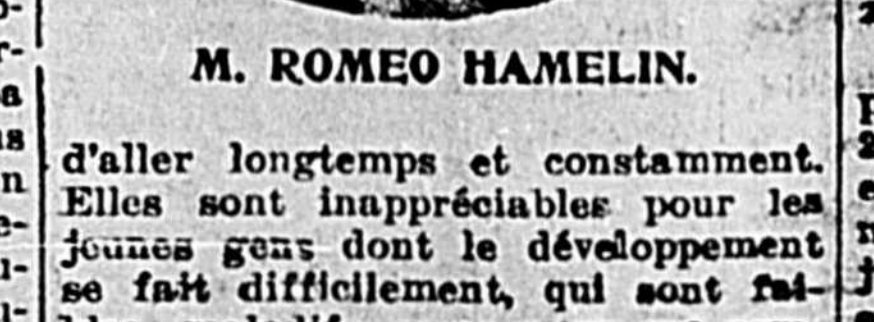 M. ROMEO HAMELIN.
d'aller longtemps et constamment.
Elles sont inappréciables pour les
jeunes gens dont le développement
se fait difficilement, qui sont fai-